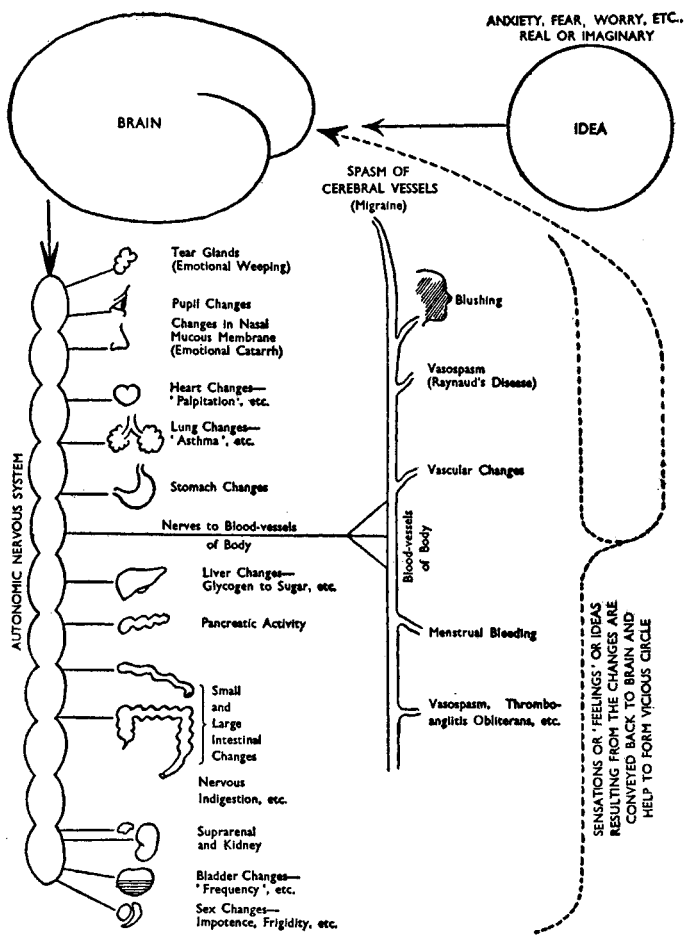 ANXIETY, FEAR, WORRY, ETC.,
REAL OR IMAGINARY
BRAIN
IDEA
SPASM OF
CEREBRAL VESSELS
(Migraine)
AUTONOMIC NERVOUS SYSTEM
Tear Glands
(Emotional Weeping)
Pupil Changes
Changes in Nasal
Mucous Membrane
(Emotional Catarrh)
Heart Changes—
'Palpitation', etc.
Lung Changes—
'Asthma', etc.
Stomach Changes
Nerves to Blood-vessels
of Body
Liver Changes—
Glycogen to Sugar, etc.
Pancreatic Activity
Small
and
Large
Intestinal
Changes
Nervous
Indigestion, etc.
Suprarenal
and Kidney
Bladder Changes—
'Frequency', etc.
Sex Changes—
Impotence, Frigidity, etc.
Blushing
Vasospasm
(Raynaud's Disease)
Vascular Changes
Blood-vessels
of Body
Menstrual Bleeding
Vasospasm, Thrombo-
angiitis Obliterans, etc.
SENSATIONS OR 'FEELINGS' OR IDEAS
RESULTING FROM THE CHANGES ARE
CONVEYED BACK TO BRAIN AND
HELP TO FORM VICIOUS CIRCLE